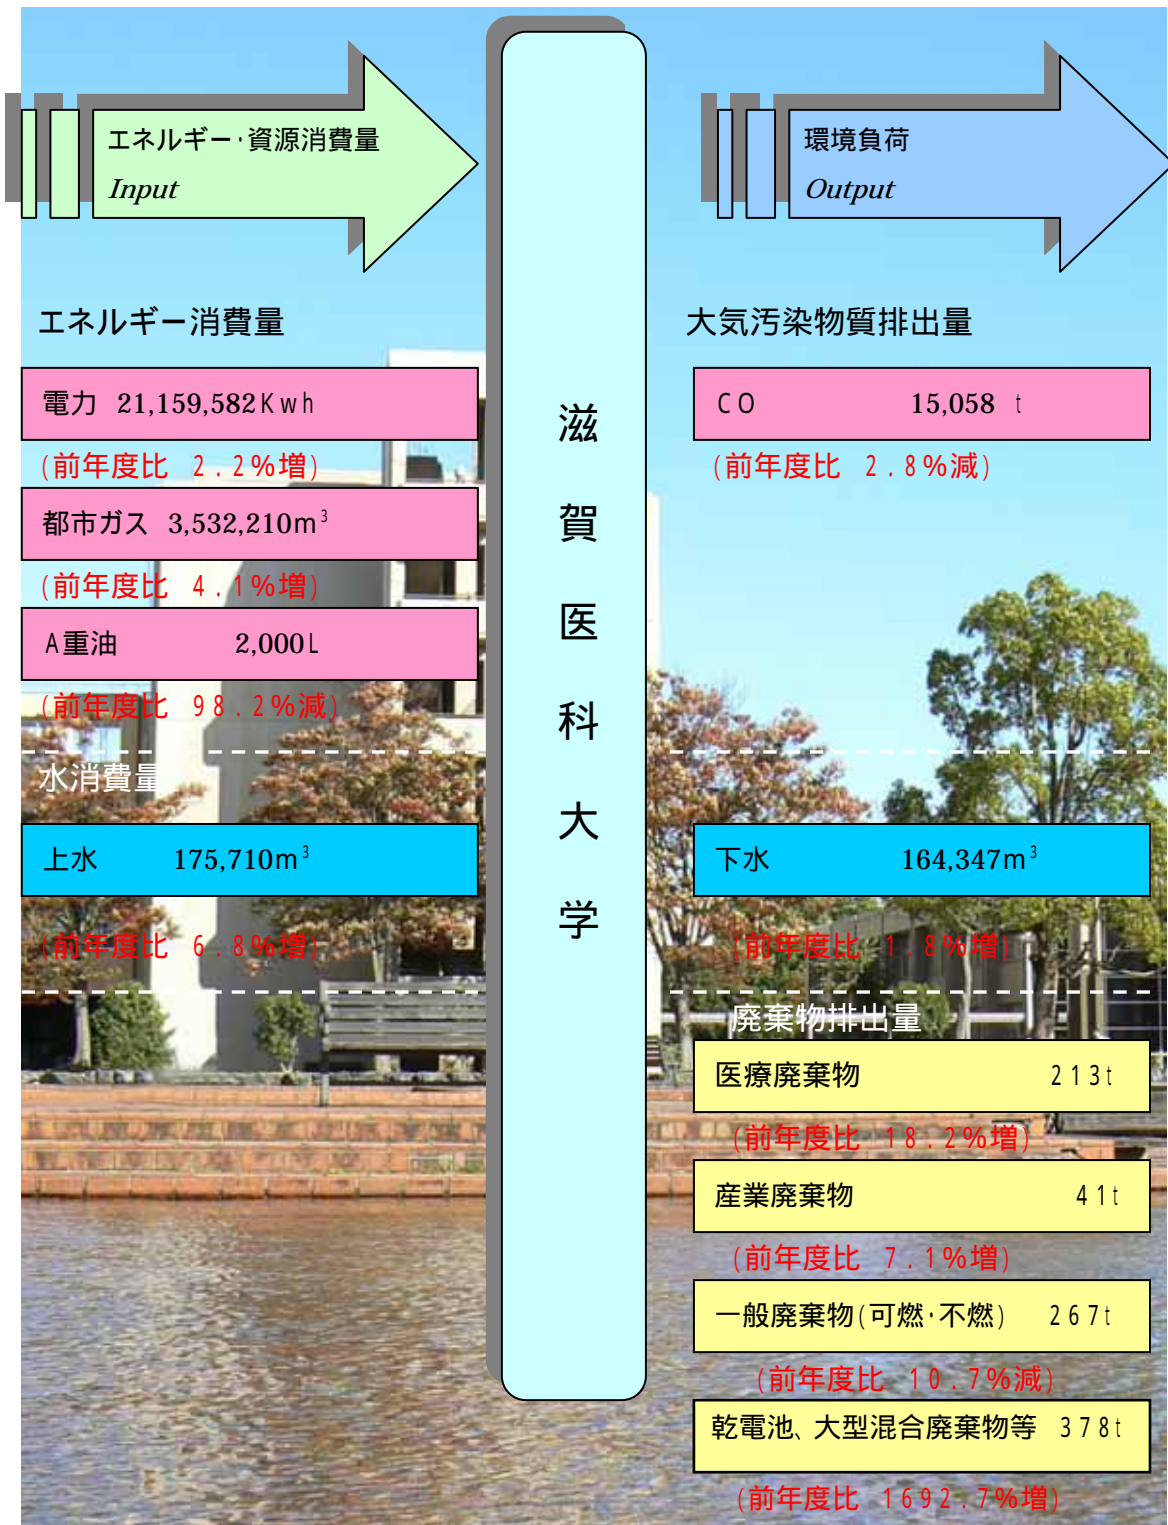 エネルギー・資源消費量
Input
エネルギー消費量
電力 21,159,582Kwh
(前年度比 2.2%増)
都市ガス 3,532,210m³
(前年度比 4.1%増)
A重油 2,000L
(前年度比 98.2%減)
水消費量
上水 175,710m³
(前年度比 6.8%増)
滋賀医科大学
環境負荷
Output
大気汚染物質排出量
CO 15,058 t
(前年度比 2.8%減)
下水 164,347m³
(前年度比 1.8%増)
廃棄物排出量
医療廃棄物 213t
(前年度比 18.2%増)
産業廃棄物 41t
(前年度比 7.1%増)
一般廃棄物(可燃・不燃) 267t
(前年度比 10.7%減)
乾電池、大型混合廃棄物等 378t
(前年度比 1692.7%増)